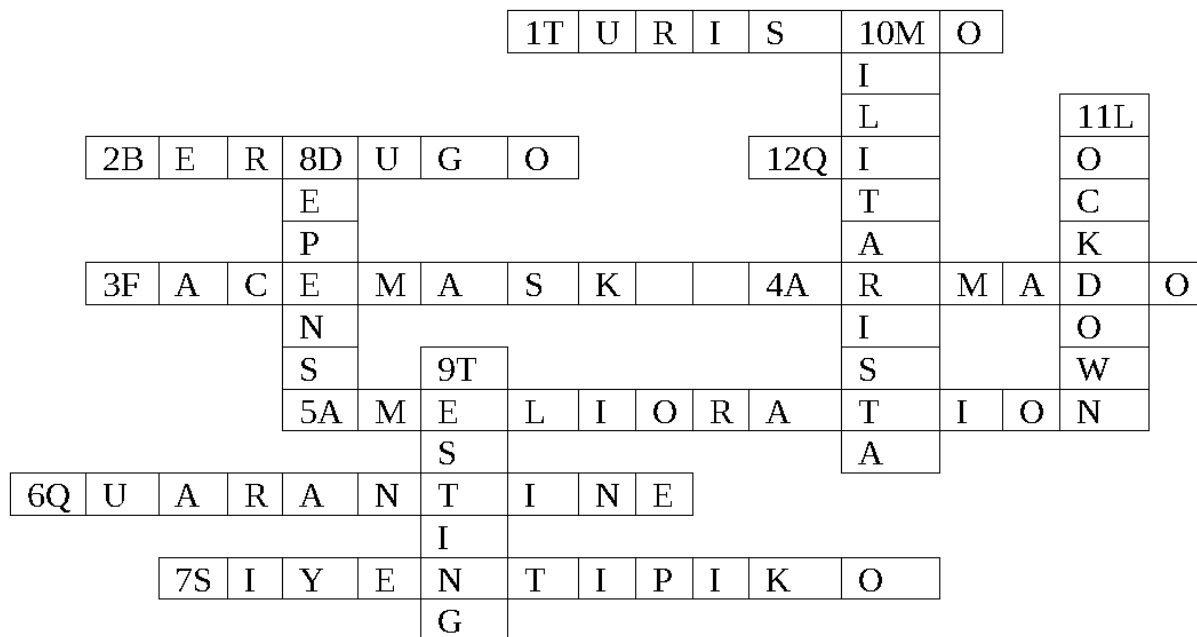 1T U R I S 10M O
I
L 11L
2B E R 8D U G O 12Q I O
E T C
P A K
3F A C E M A S K 4A R M A D O
N I O
S 9T S W
5A M E L I O R A T I O N
S A
6Q U A R A N T I N E
I
7S I Y E N T I P I K O
G